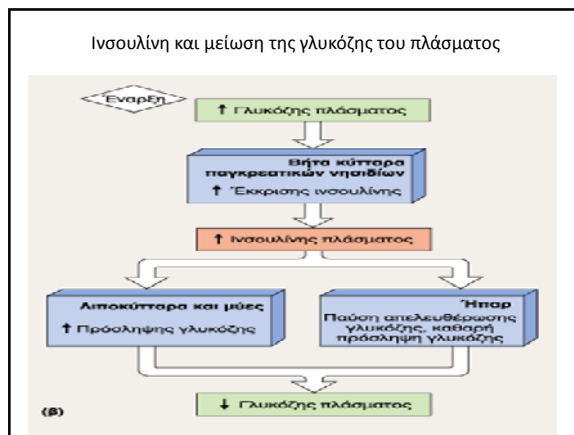 Ινσουλίνη και μείωση της γλυκόζης του πλάσματος
Έναρξη
↑ Γλυκόζης πλάσματος
Βήτα κύτταρα
παγκρεατικών νησιδίων
↑ Έκκρισης ινσουλίνης
↑ Ινσουλίνης πλάσματος
Λιποκύτταρα και μύες
↑ Πρόσληψης γλυκόζης
Ήπαρ
Παύση απελευθέρωσης
γλυκόζης, καθαρή
πρόσληψη γλυκόζης
↓ Γλυκόζης πλάσματος
(β)